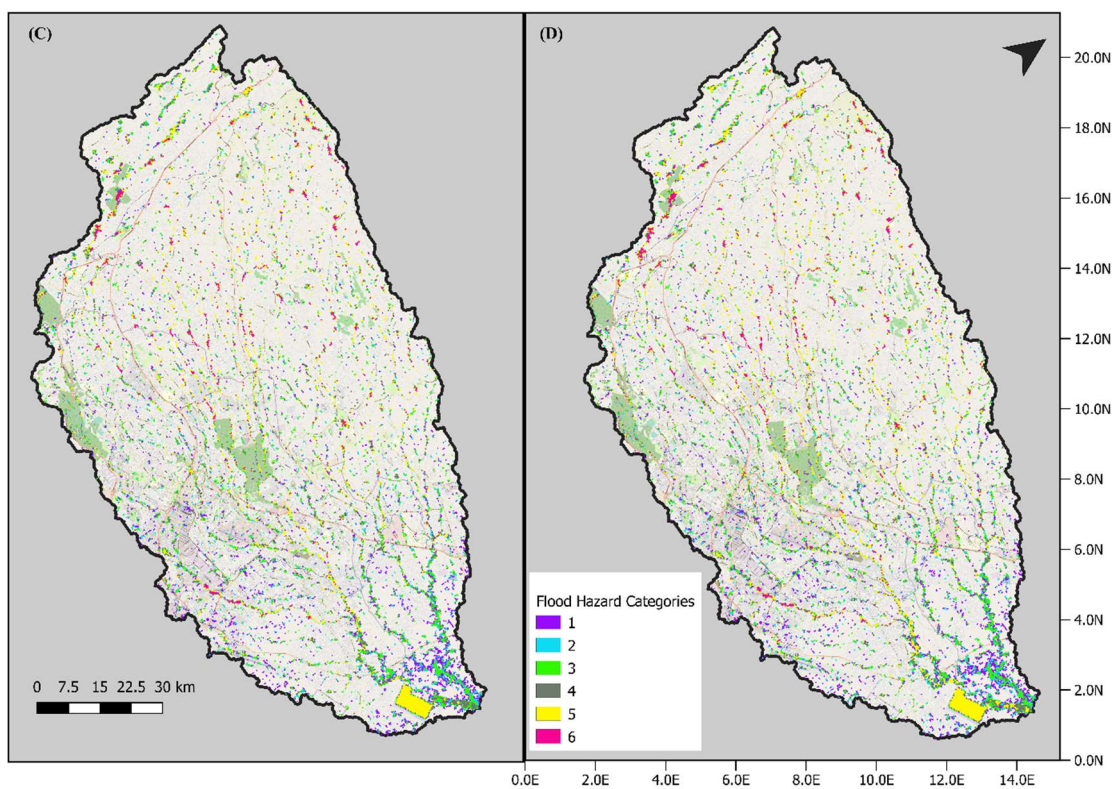 (C)
(D)
20.0N
18.0N
16.0N
14.0N
12.0N
10.0N
8.0N
6.0N
4.0N
2.0N
0.0N
Flood Hazard Categories
1
2
3
4
5
6
0 7.5 15 22.5 30 km
0.0E 2.0E 4.0E 6.0E 8.0E 10.0E 12.0E 14.0E